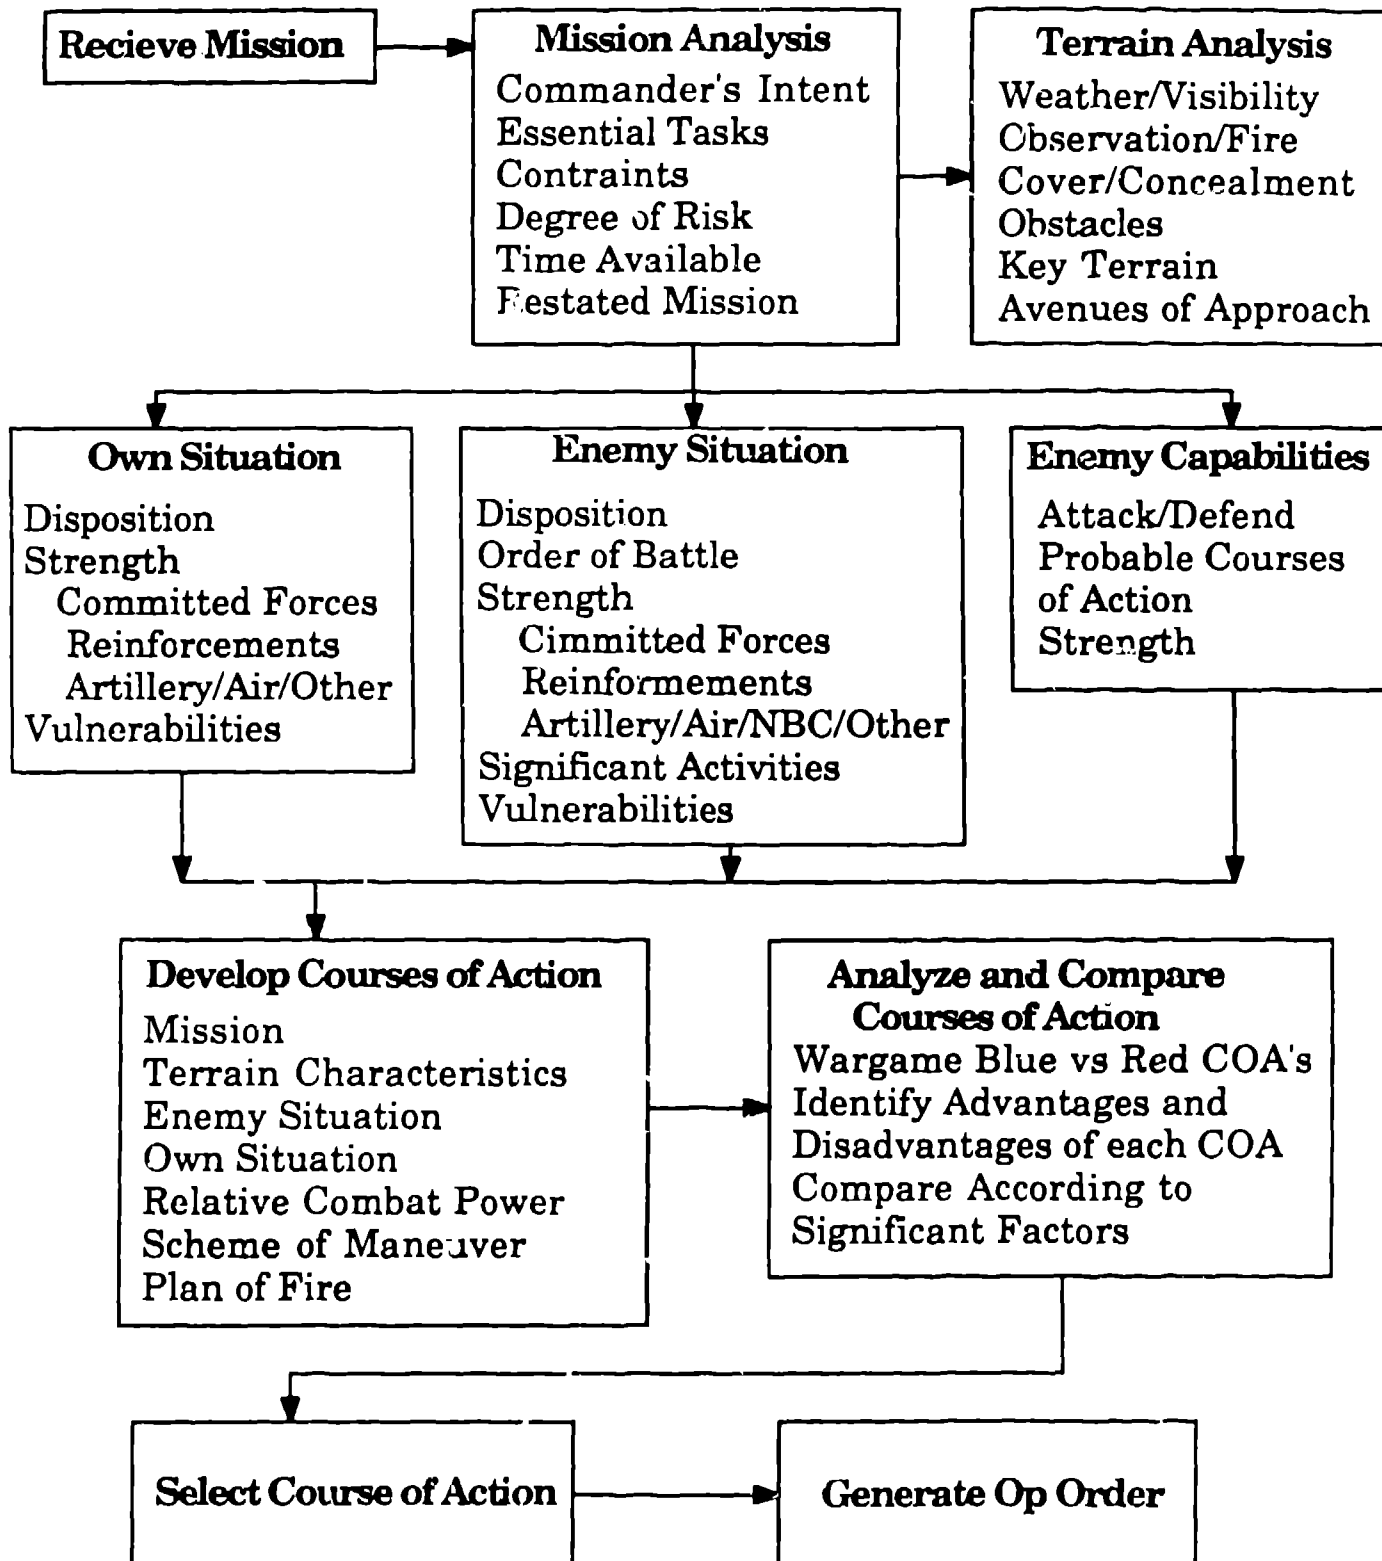 Recieve Mission
Mission Analysis
Commander's Intent
Essential Tasks
Contraints
Degree of Risk
Time Available
Restated Mission
Terrain Analysis
Weather/Visibility
Observation/Fire
Cover/Concealment
Obstacles
Key Terrain
Avenues of Approach
Own Situation
Disposition
Strength
Committed Forces
Reinforcements
Artillery/Air/Other
Vulnerabilities
Enemy Situation
Disposition
Order of Battle
Strength
Cimmitted Forces
Reinformements
Artillery/Air/NBC/Other
Significant Activities
Vulnerabilities
Enemy Capabilities
Attack/Defend
Probable Courses
of Action
Strength
Develop Courses of Action
Mission
Terrain Characteristics
Enemy Situation
Own Situation
Relative Combat Power
Scheme of Maneuver
Plan of Fire
Analyze and Compare
Courses of Action
Wargame Blue vs Red COA's
Identify Advantages and
Disadvantages of each COA
Compare According to
Significant Factors
Select Course of Action
Generate Op Order